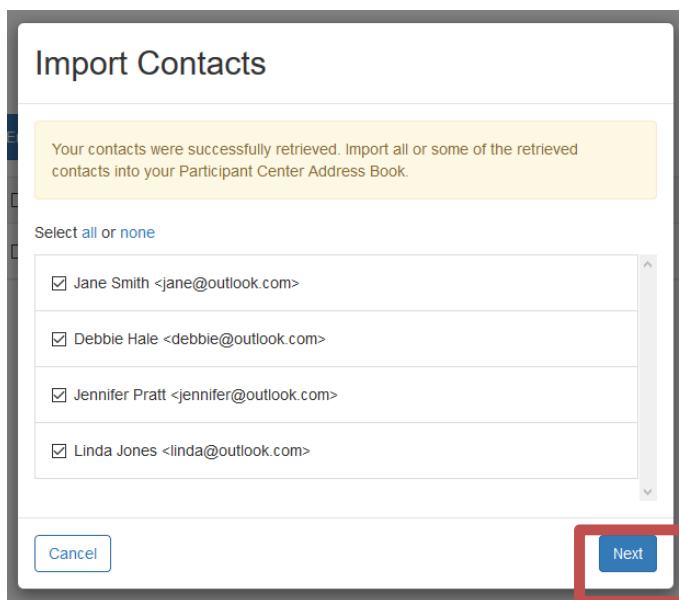 Import Contacts
Your contacts were successfully retrieved. Import all or some of the retrieved
contacts into your Participant Center Address Book.
Select all or none
Jane Smith <jane@outlook.com>
Debbie Hale <debbie@outlook.com>
Jennifer Pratt <jennifer@outlook.com>
Linda Jones <linda@outlook.com>
Cancel
Next